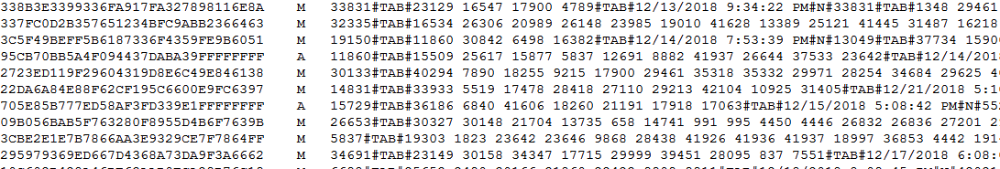 338B3E3399336FA917FA327898116E8A M 33831#TAB#23129 16547 17900 4789#TAB#12/13/2018 9:34:22 PM#N#33831#TAB#1348 29461
337FC0D2B357651234BFC9ABB2366463 M 32335#TAB#16534 26306 20989 26148 23985 19010 41628 13389 25121 41445 31487 16218
3C5F49BEFF5B6187336F4359FE9B6051 M 19150#TAB#11860 30842 6498 16382#TAB#12/14/2018 7:53:39 PM#N#13049#TAB#37734 1590
95CB70BB5A4F094437DABA39FFFFFFFF A 11860#TAB#15509 25617 15877 5837 12691 8882 41937 26644 37533 23642#TAB#12/14/201
2723ED119F29604319D8E6C49E846138 M 30133#TAB#40294 7890 18255 9215 17900 29461 35318 35332 29971 28254 34684 29625 4
22DA6A84E88F62CF195C6600E9FC6397 M 14831#TAB#33933 5519 17478 28418 27110 29213 42104 10925 31405#TAB#12/21/2018 5:1
705E85B777ED58AF3FD339E1FFFFFFFF A 15729#TAB#36186 6840 41606 18260 21191 17918 17063#TAB#12/15/2018 5:08:42 PM#N#55
09B056BAB5F763280F8955D4B6F7639B M 26653#TAB#30327 30148 21704 13735 658 14741 991 995 4450 4446 26832 26836 27201 2
3CBE2E1E7B7866AA3E9329CE7F7864FF M 5837#TAB#19303 1823 23642 23646 9868 28438 41926 41936 41937 18997 36853 4442 191
295979369ED667D4368A73DA9F3A6662 M 34691#TAB#23149 30158 34347 17715 29999 39451 28095 837 7551#TAB#12/17/2018 6:08: